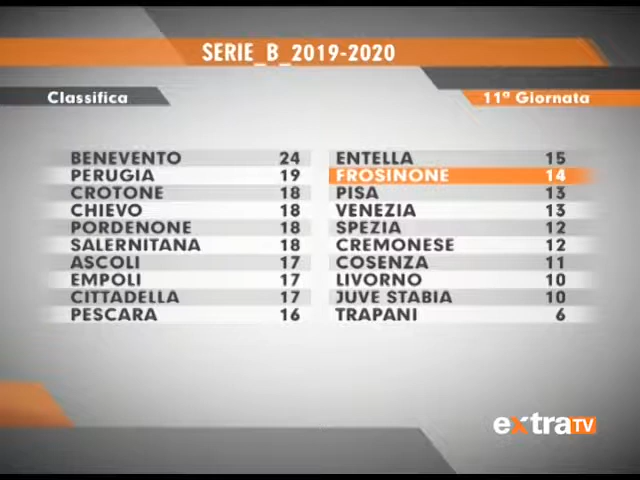 SERIE_B_2019-2020
Classifica
11ª Giornata
BENEVENTO 24
PERUGIA 19
CROTONE 18
CHIEVO 18
PORDENONE 18
SALERNITANA 18
ASCOLI 17
EMPOLI 17
CITTADELLA 17
PESCARA 16
ENTELLA 15
FROSINONE 14
PISA 13
VENEZIA 13
SPEZIA 12
CREMONESE 12
COSENZA 11
LIVORNO 10
JUVE STABIA 10
TRAPANI 6
extra TV